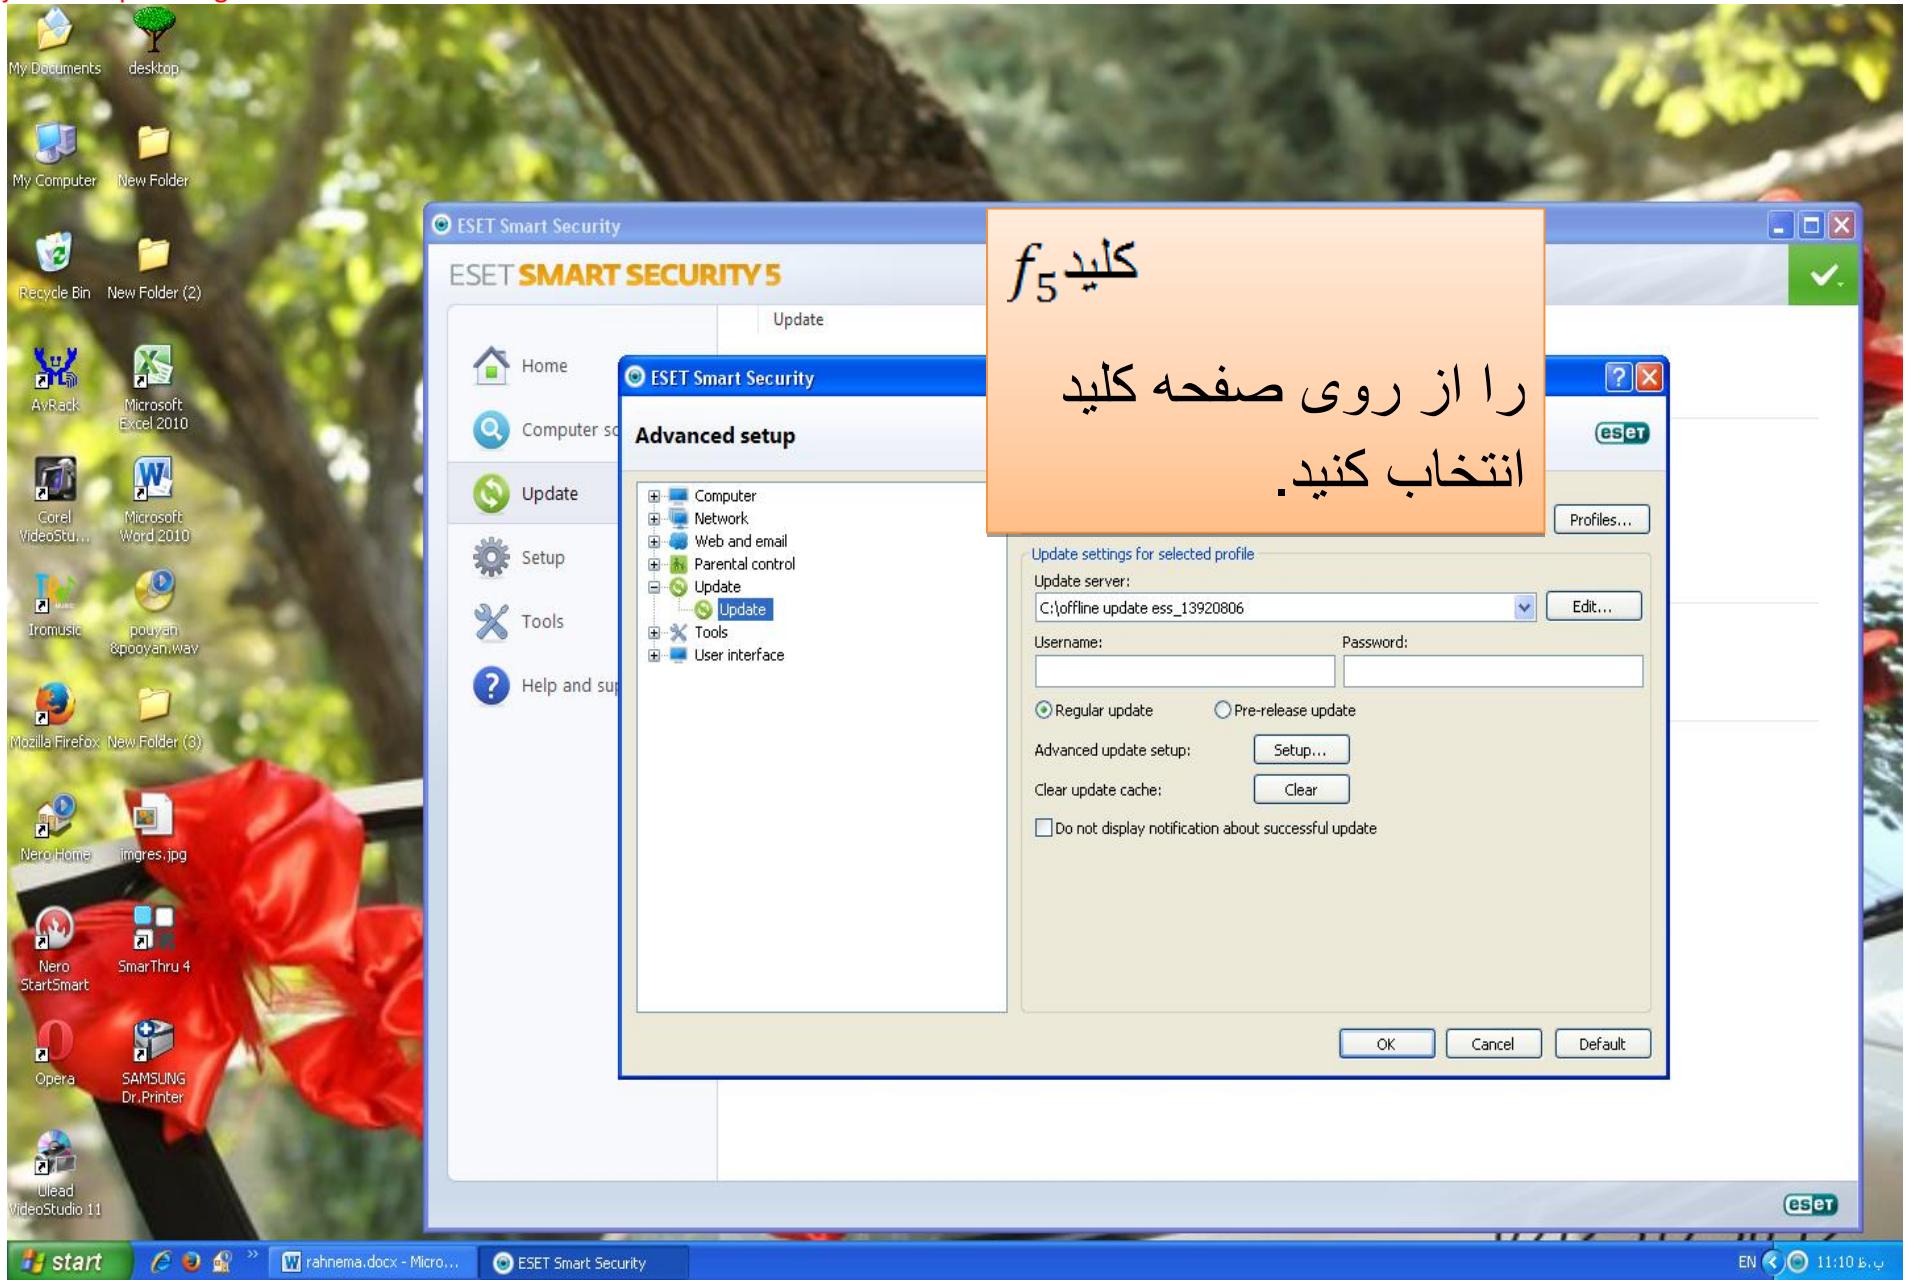 My Documents
desktop
My Computer
New Folder
Recycle Bin
New Folder (2)
AvRack
Microsoft
Excel 2010
Corel
VideoStu...
Microsoft
Word 2010
Iromusic
pouyan
&pooyan.wav
Mozilla Firefox
New Folder (3)
Nero Home
imgres.jpg
Nero
StartSmart
SmarThru 4
Opera
SAMSUNG
Dr.Printer
Ulead
VideoStudio 11
ESET Smart Security
ESET SMART SECURITY 5
Update
Home
Computer sc
Update
Setup
Tools
Help and sup
کلید f5
را از روی صفحه کلید
انتخاب کنید.
ESET Smart Security
Advanced setup
eset
Computer
Network
Web and email
Parental control
Update
Update
Tools
User interface
Profiles...
Update settings for selected profile
Update server:
C:\offline update ess_13920806
Edit...
Username:
Password:
Regular update
Pre-release update
Advanced update setup:
Setup...
Clear update cache:
Clear
Do not display notification about successful update
OK
Cancel
Default
eset
start
rahnema.docx - Micro...
ESET Smart Security
EN
11:10 ب.ظ